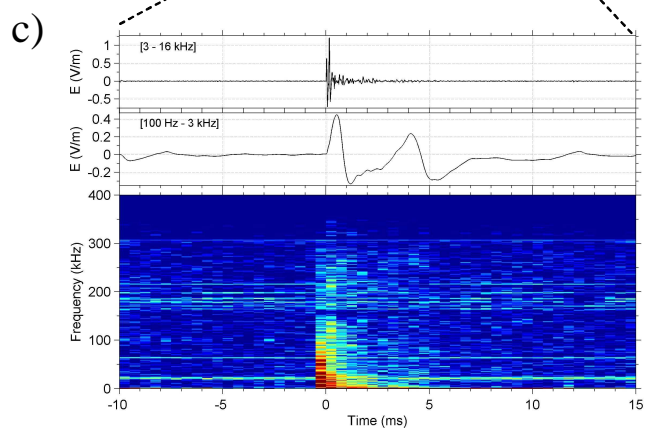 c)
[3 - 16 kHz]
E (V/m)
1
0.5
0
-0.5
[100 Hz - 3 kHz]
E (V/m)
0.4
0.2
0
-0.2
Frequency (kHz)
400
300
200
100
0
-10 -5 0 5 10 15
Time (ms)